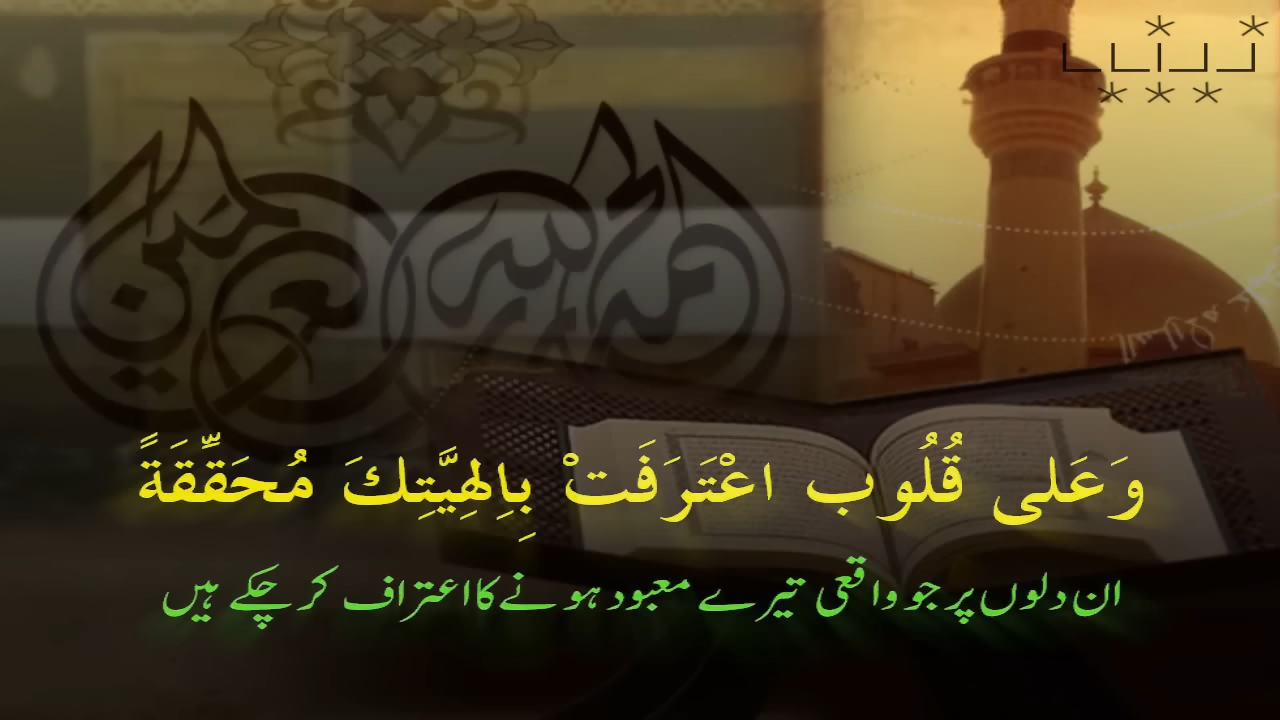 وَعَلى قُلُوب اعْتَرَفَتْ بِاِلهِيَّتِكَ مُحَقِّقَةً
ان دلوں پر جو واقعی تیرے معبود ہونے کا اعتراف کر چکے ہیں